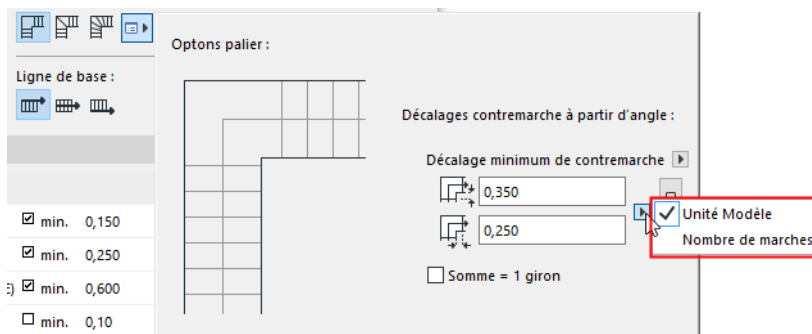 Optons palier :
Ligne de base :
Décalages contremarche à partir d'angle :
Décalage minimum de contremarche
0,350
Unité Modèle
min. 0,150
0,250
Nombre de marches
min. 0,250
Somme = 1 giron
E) min. 0,600
min. 0,10